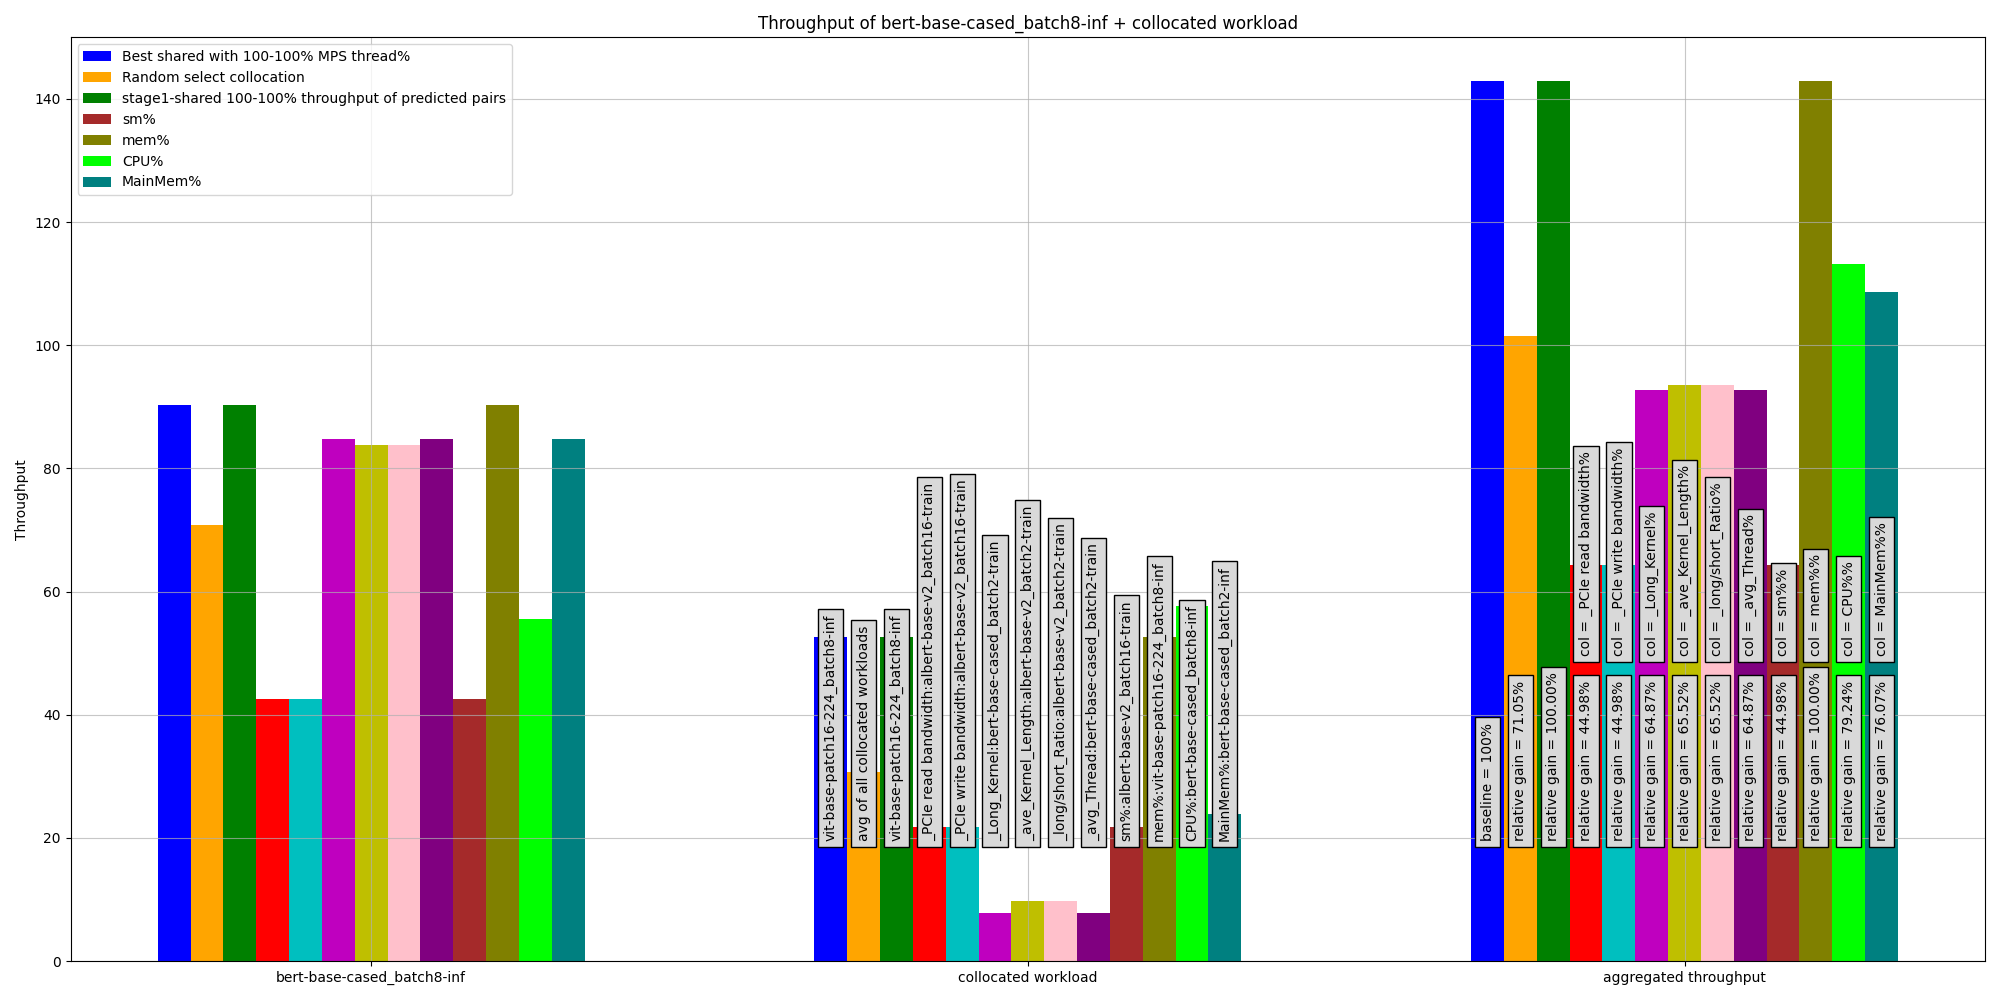 Throughput of bert-base-cased_batch8-inf + collocated workload
Best shared with 100-100% MPS thread%
Random select collocation
stage1-shared 100-100% throughput of predicted pairs
sm%
mem%
CPU%
MainMem%
Throughput
140
120
100
80
60
40
20
0
vit-base-patch16-224_batch8-inf
avg of all collocated workloads
vit-base-patch16-224_batch8-inf
_PCIe read bandwidth:albert-base-v2_batch16-train
_PCIe write bandwidth:albert-base-v2_batch16-train
_Long_Kernel:bert-base-cased_batch2-train
_ave_Kernel_Length:albert-base-v2_batch2-train
_long/short_Ratio:albert-base-v2_batch2-train
_avg_Thread:bert-base-cased_batch2-train
sm%:albert-base-v2_batch16-train
mem%:vit-base-patch16-224_batch8-inf
CPU%:bert-base-cased_batch8-inf
MainMem%:bert-base-cased_batch2-inf
col = _PCIe read bandwidth%
col = _PCIe write bandwidth%
col = _Long_Kernel%
col = _ave_Kernel_Length%
col = _long/short_Ratio%
col = _avg_Thread%
col = sm%%
col = mem%%
col = CPU%%
col = MainMem%%
baseline = 100%
relative gain = 71.05%
relative gain = 100.00%
relative gain = 44.98%
relative gain = 44.98%
relative gain = 64.87%
relative gain = 65.52%
relative gain = 65.52%
relative gain = 64.87%
relative gain = 44.98%
relative gain = 100.00%
relative gain = 79.24%
relative gain = 76.07%
bert-base-cased_batch8-inf
collocated workload
aggregated throughput